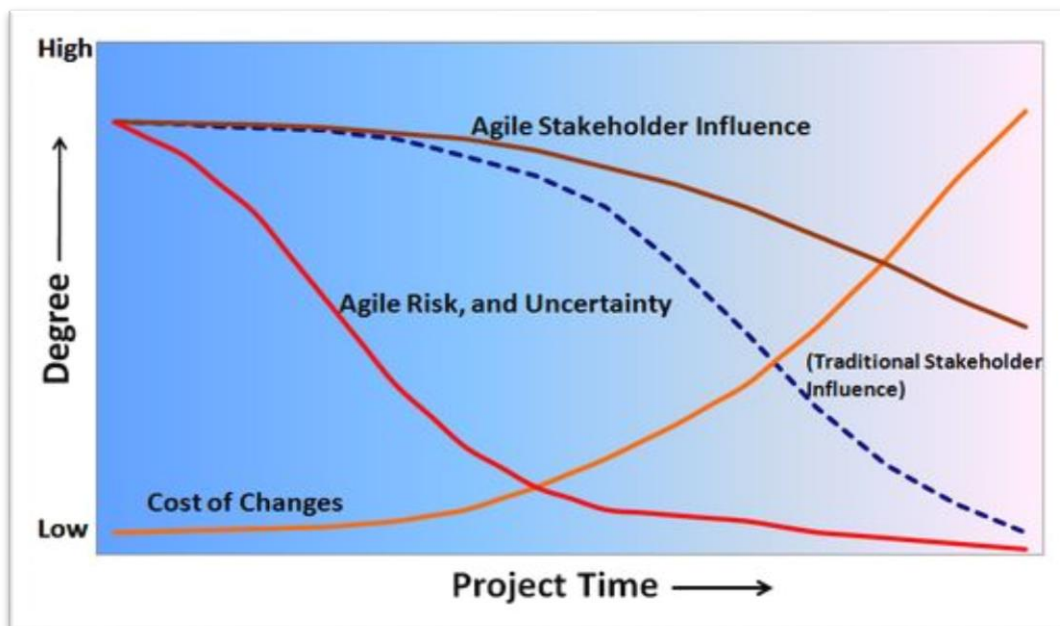 High
Agile Stakeholder Influence
Degree
Agile Risk, and Uncertainty
(Traditional Stakeholder
Influence)
Cost of Changes
Low
Project Time